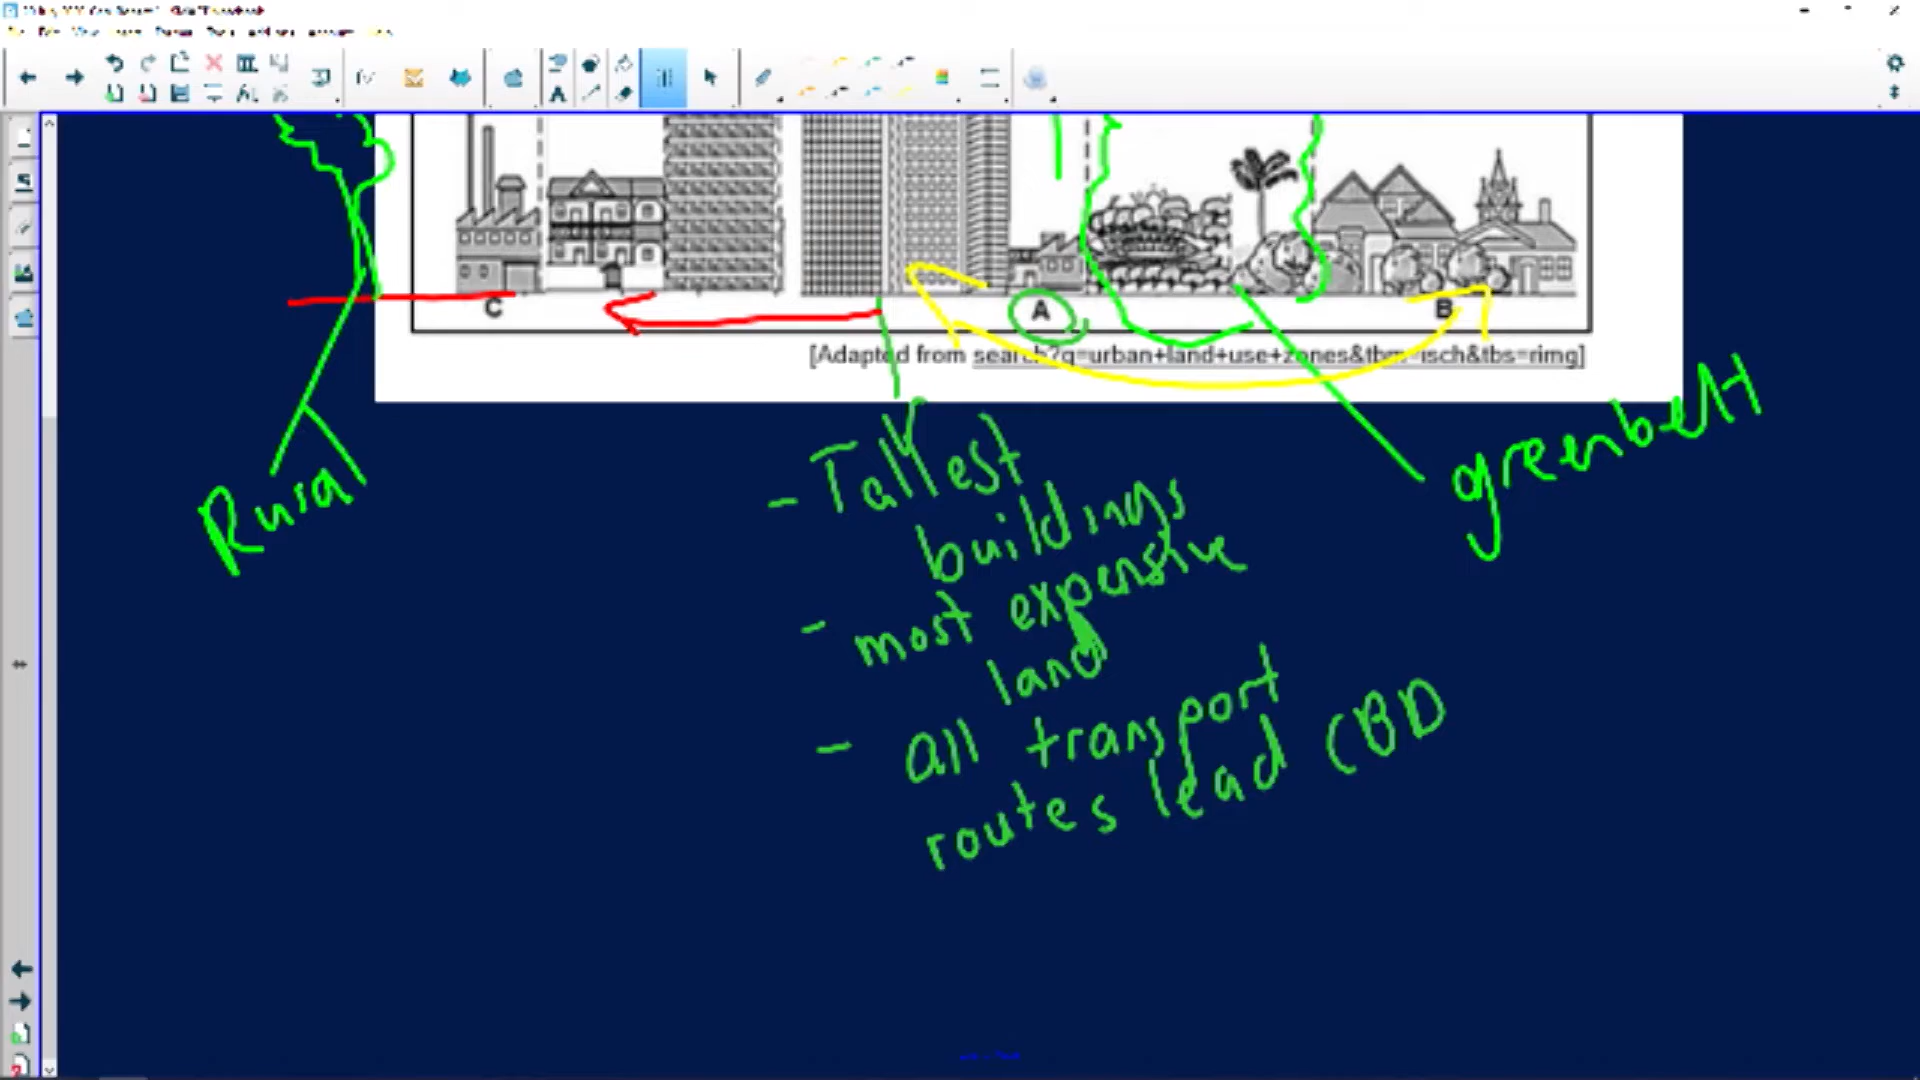 C
A
B
[Adapted from search?q=urban+land+use+zones&tbm=isch&tbs=rimg]
Rural
greenbelt
- Tallest
buildings
- most expensive
land
- all transport
routes lead CBD